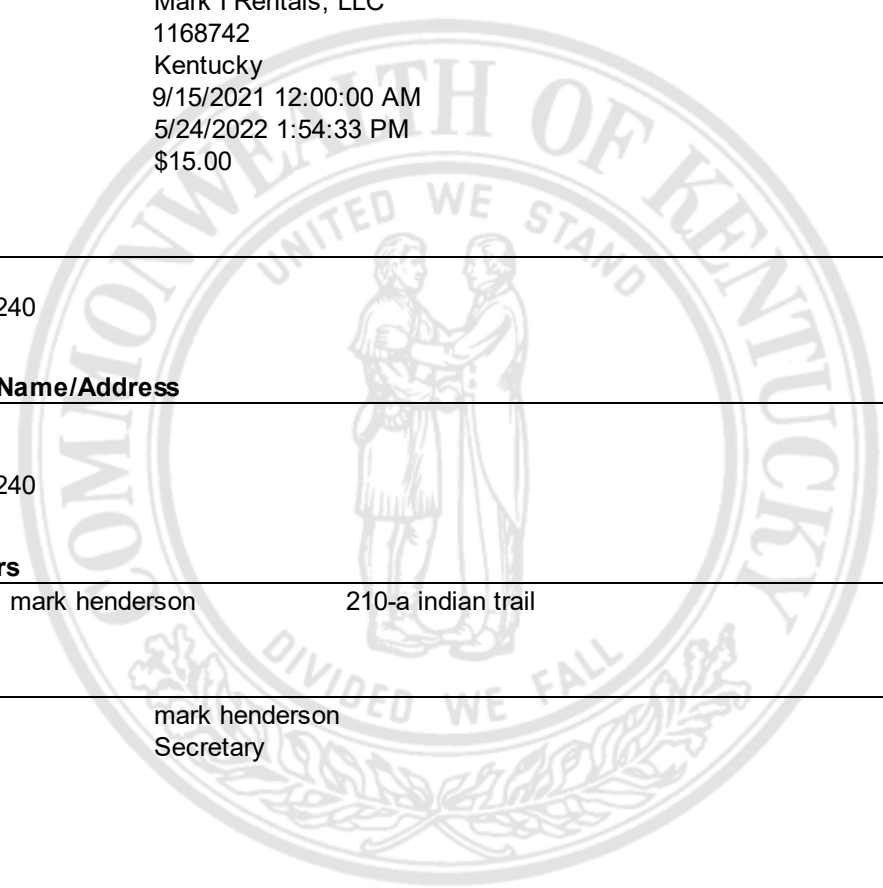 Mark I Rentals, LLC
1168742
Kentucky
9/15/2021 12:00:00 AM
5/24/2022 1:54:33 PM
$15.00
COMMONWEALTH OF KENTUCKY
UNITED WE STAND
240
Name/Address
240
rs
mark henderson 210-a indian trail
DIVIDED WE FALL
mark henderson
Secretary